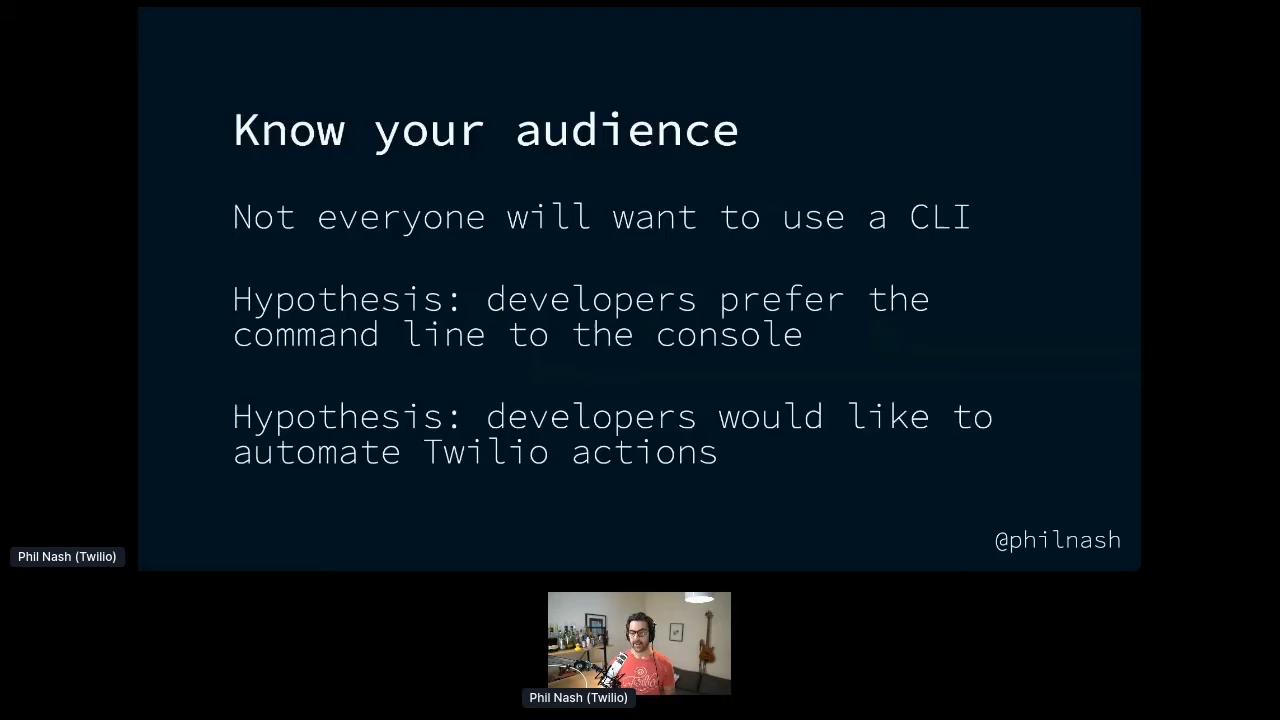 Know your audience
Not everyone will want to use a CLI
Hypothesis: developers prefer the
command line to the console
Hypothesis: developers would like to
automate Twilio actions
@philnash
Phil Nash (Twilio)
Phil Nash (Twilio)